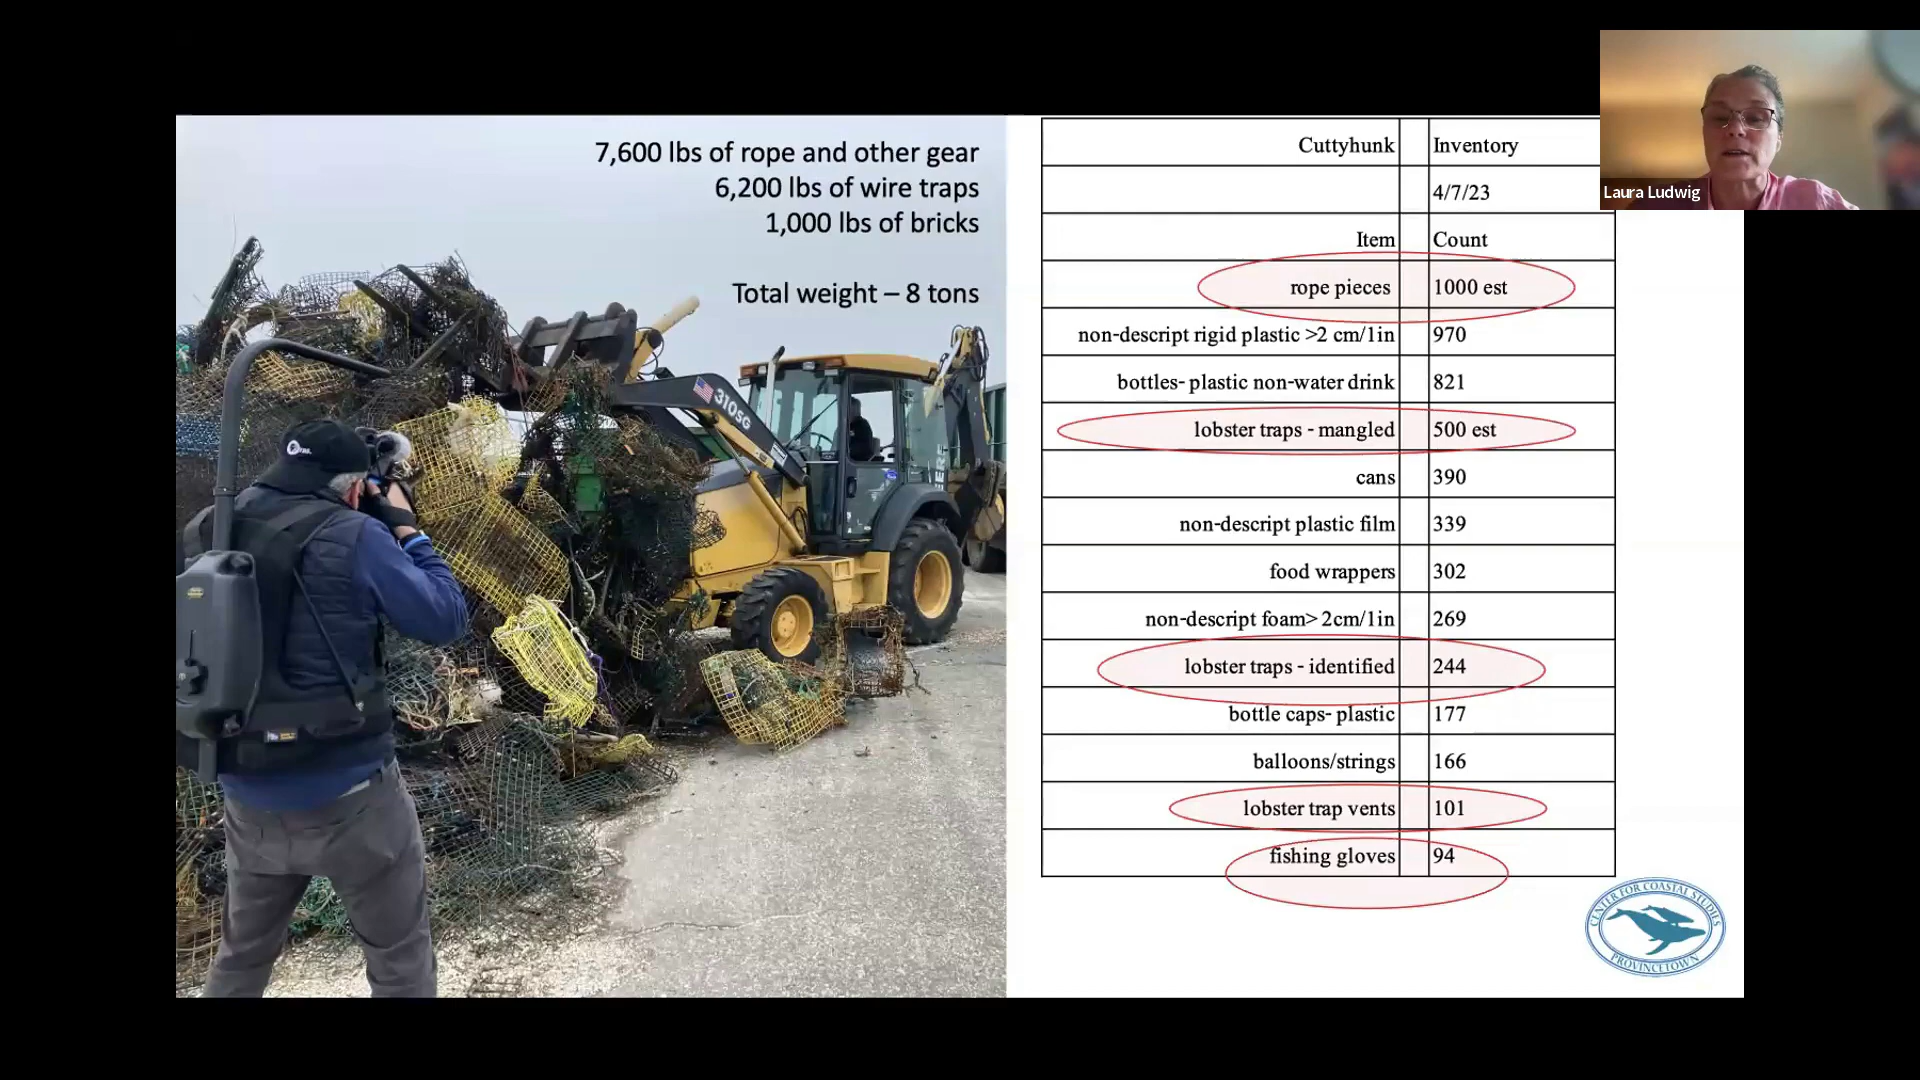 7,600 lbs of rope and other gear
6,200 lbs of wire traps
1,000 lbs of bricks
Total weight – 8 tons
310SG
Cuttyhunk Inventory
4/7/23
Item Count
rope pieces 1000 est
non-descript rigid plastic >2 cm/1in 970
bottles- plastic non-water drink 821
lobster traps - mangled 500 est
cans 390
non-descript plastic film 339
food wrappers 302
non-descript foam> 2cm/1in 269
lobster traps - identified 244
bottle caps- plastic 177
balloons/strings 166
lobster trap vents 101
fishing gloves 94
CENTER FOR COASTAL STUDIES
PROVINCETOWN
Laura Ludwig